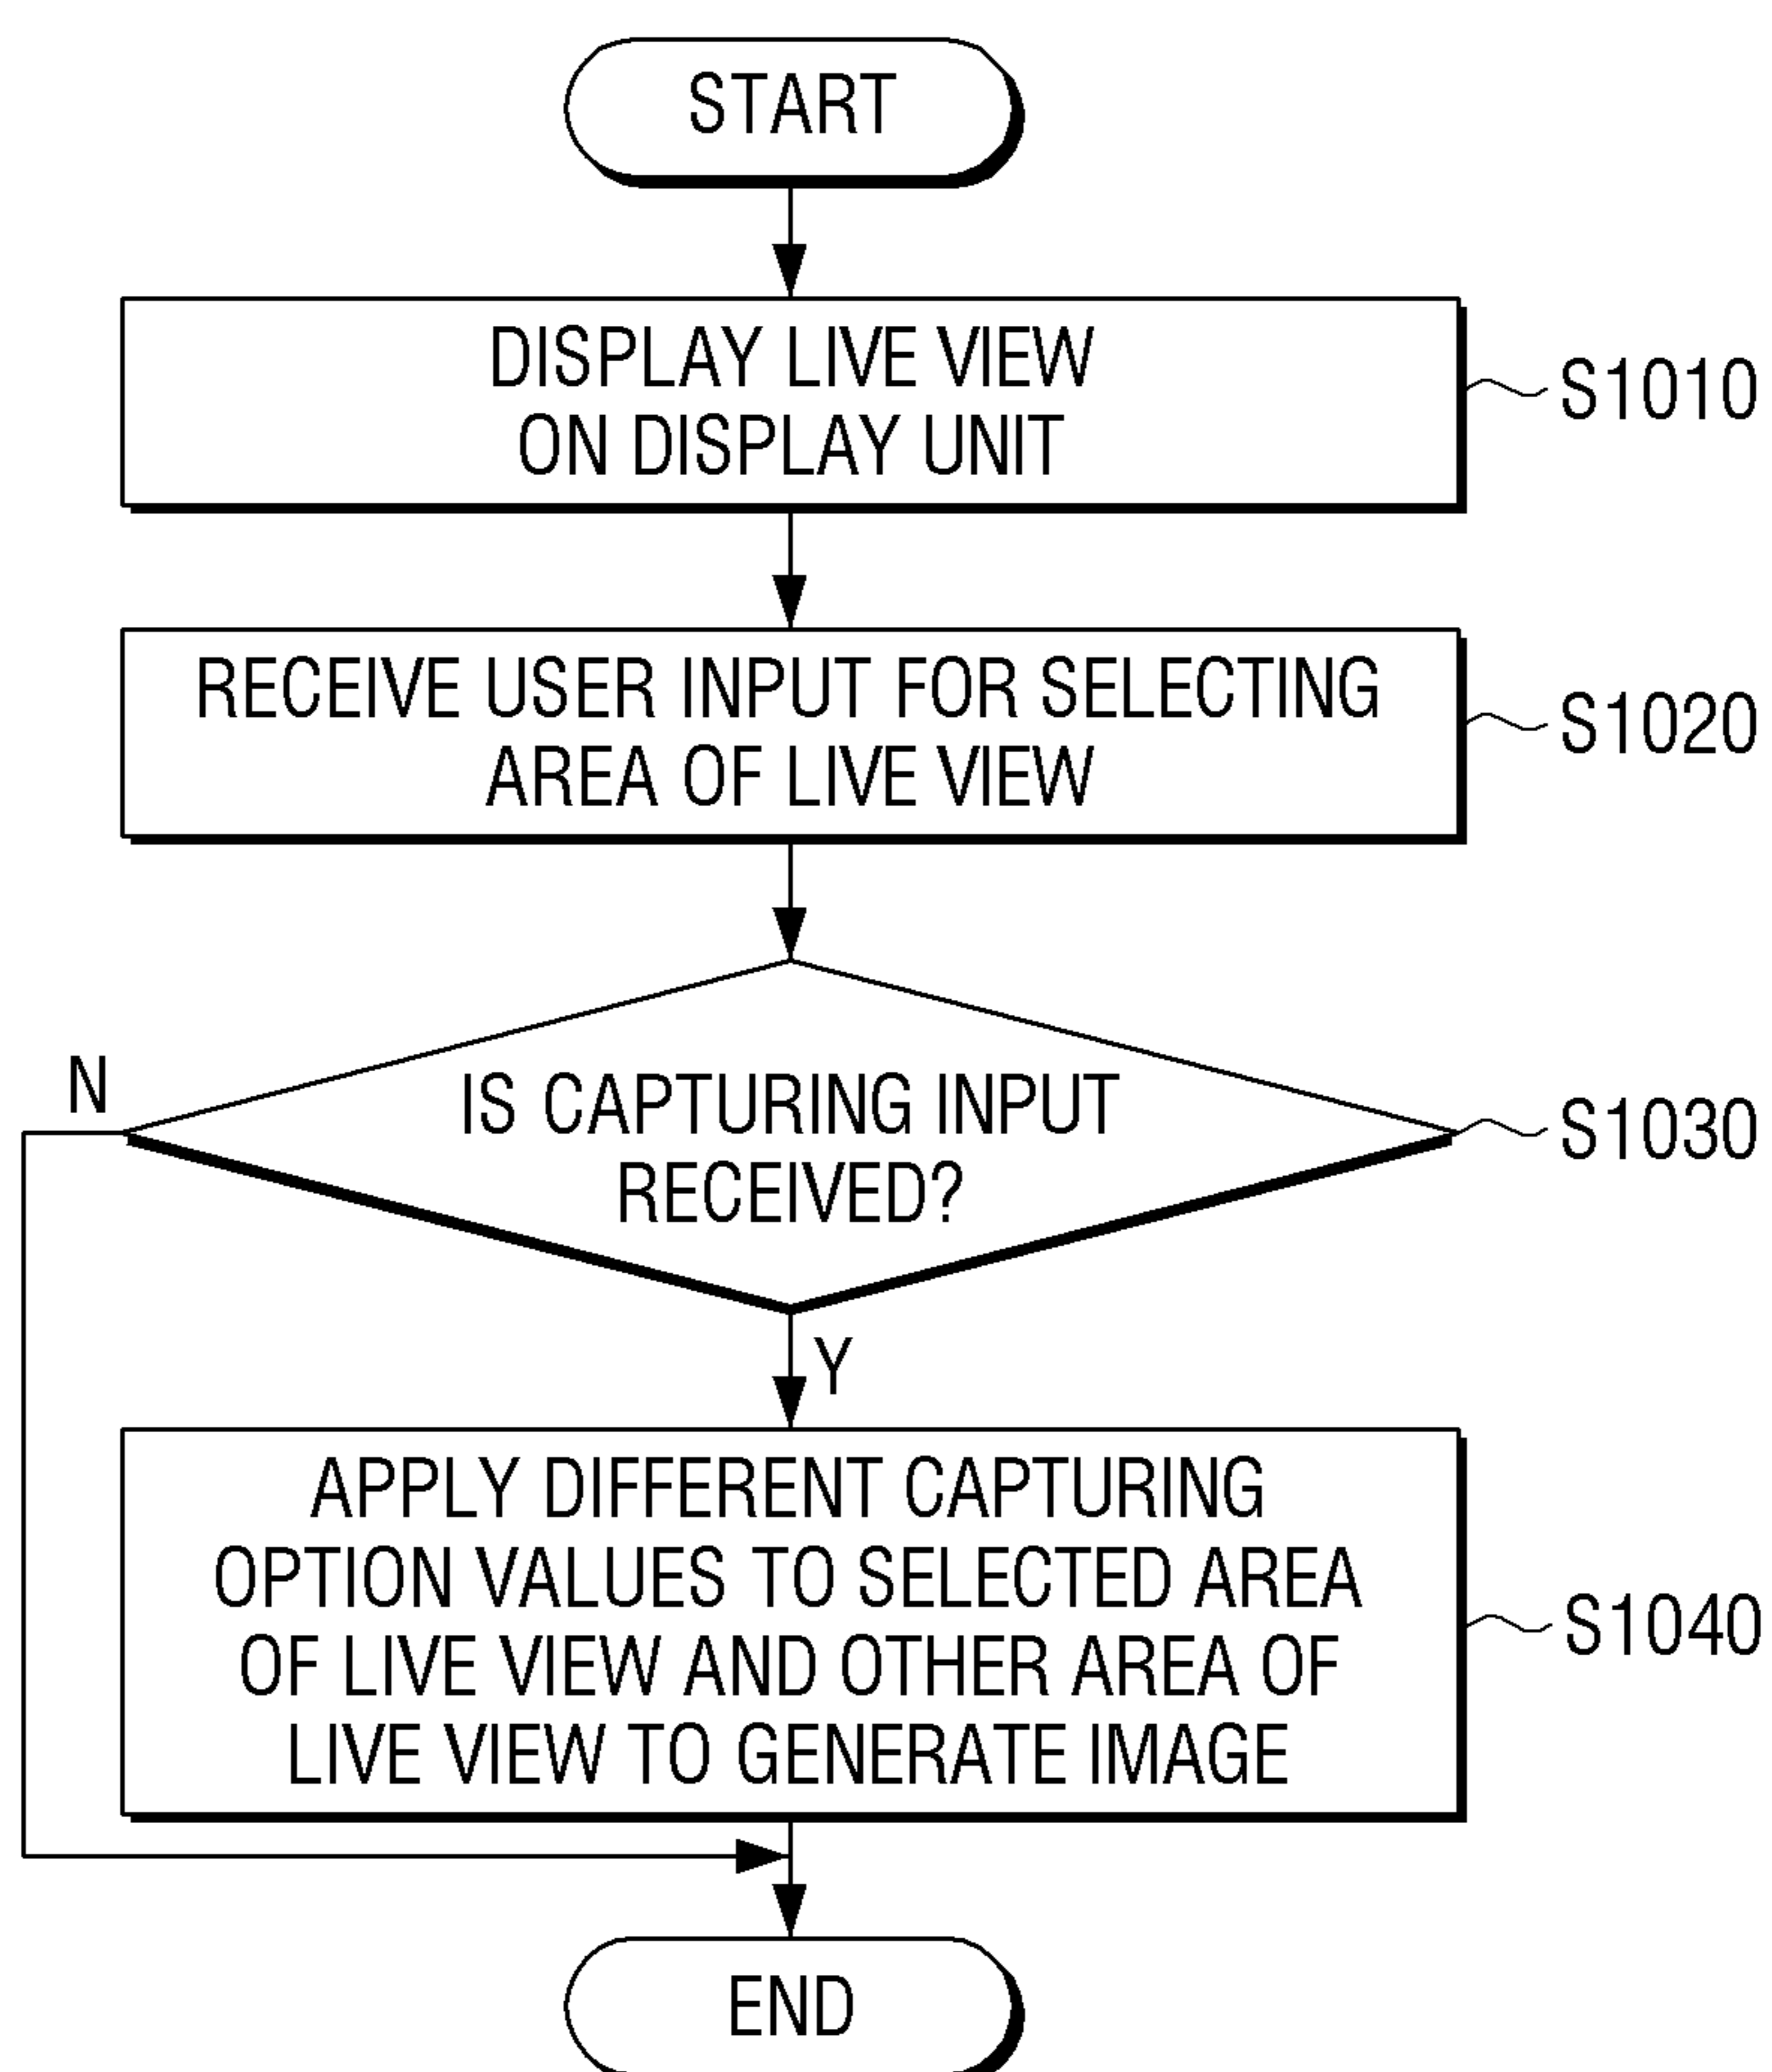 START
DISPLAY LIVE VIEW
ON DISPLAY UNIT
S1010
RECEIVE USER INPUT FOR SELECTING
AREA OF LIVE VIEW
S1020
N
IS CAPTURING INPUT
RECEIVED?
S1030
Y
APPLY DIFFERENT CAPTURING
OPTION VALUES TO SELECTED AREA
OF LIVE VIEW AND OTHER AREA OF
LIVE VIEW TO GENERATE IMAGE
S1040
END